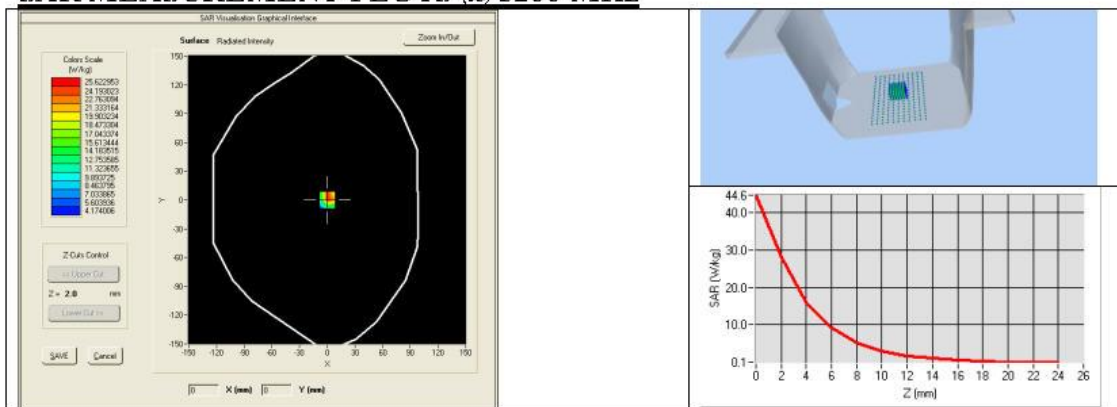 SAR Visualisation Graphical Interface
Surface Radiated Intensity
Zoom In/Out
Colors Scale
(W/kg)
25.622953
24.193023
22.763094
21.333164
19.903234
18.473304
17.043374
15.613444
14.183515
12.753585
11.323655
9.893725
8.463795
7.033865
5.603936
4.174006
Z-Cuts Control
<< Upper Cut
Z = 2.0 mm
Lower Cut >>
SAVE Cancel
Y
150
120
90
60
30
0
-30
-60
-90
-120
-150
-150 -120 -90 -60 -30 0 30 60 90 120 150
X
0 X (mm) 0 Y (mm)
SAR (W/kg)
44.6
40.0
30.0
20.0
10.0
0.1
0 2 4 6 8 10 12 14 16 18 20 22 24 26
Z (mm)